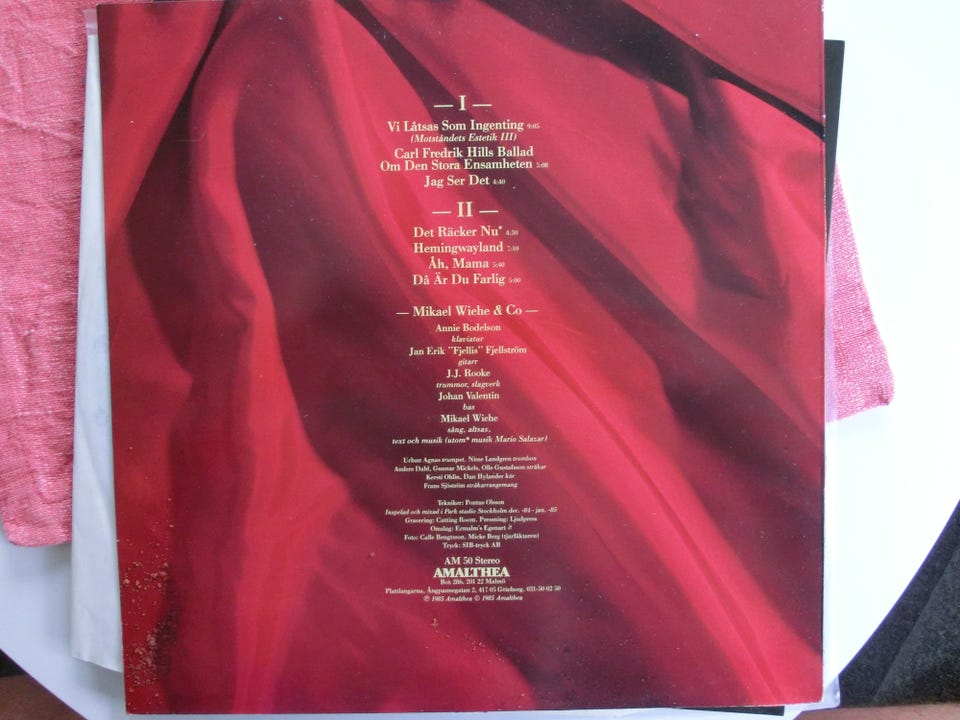 — I —
Vi Låtsas Som Ingenting 9:05
(Motståndets Estetik III)
Carl Fredrik Hills Ballad
Om Den Stora Ensamheten 5:08
Jag Ser Det 4:40
— II —
Det Räcker Nu* 4:30
Hemingwayland 7:10
Åh, Mama 5:40
Då Är Du Farlig 5:00
— Mikael Wiehe & Co —
Annie Bodelson
klaviatur
Jan Erik "Fjellis" Fjellström
gitarr
J.J. Rooke
trummor, slagverk
Johan Valentin
bas
Mikael Wiehe
sång, altsax,
text och musik (utom* musik Mario Salazar)
Urban Agnas trumpet. Nisse Landgren trombon
Anders Dahl, Gunnar Mickols, Olle Gustafsson stråkar
Kersti Ohlin, Dan Hylander kör
Frans Sjöström stråkarrangemang
Tekniker: Pontus Olsson
Inspelad och mixad i Park studio Stockholm dec. -84 - jan. -85
Gravering: Cutting Room. Pressning: Ljudpress
Omslag: Ermalm's Egenart
Foto: Calle Bengtsson. Micke Berg (tjurfäktaren)
Tryck: SIB-tryck AB
AM 50 Stereo
AMALTHEA
Box 286, 201 22 Malmö
Plattlangarna, Ångpannegatan 2, 417 05 Göteborg. 031-50 02 50
℗ 1985 Amalthea © 1985 Amalthea